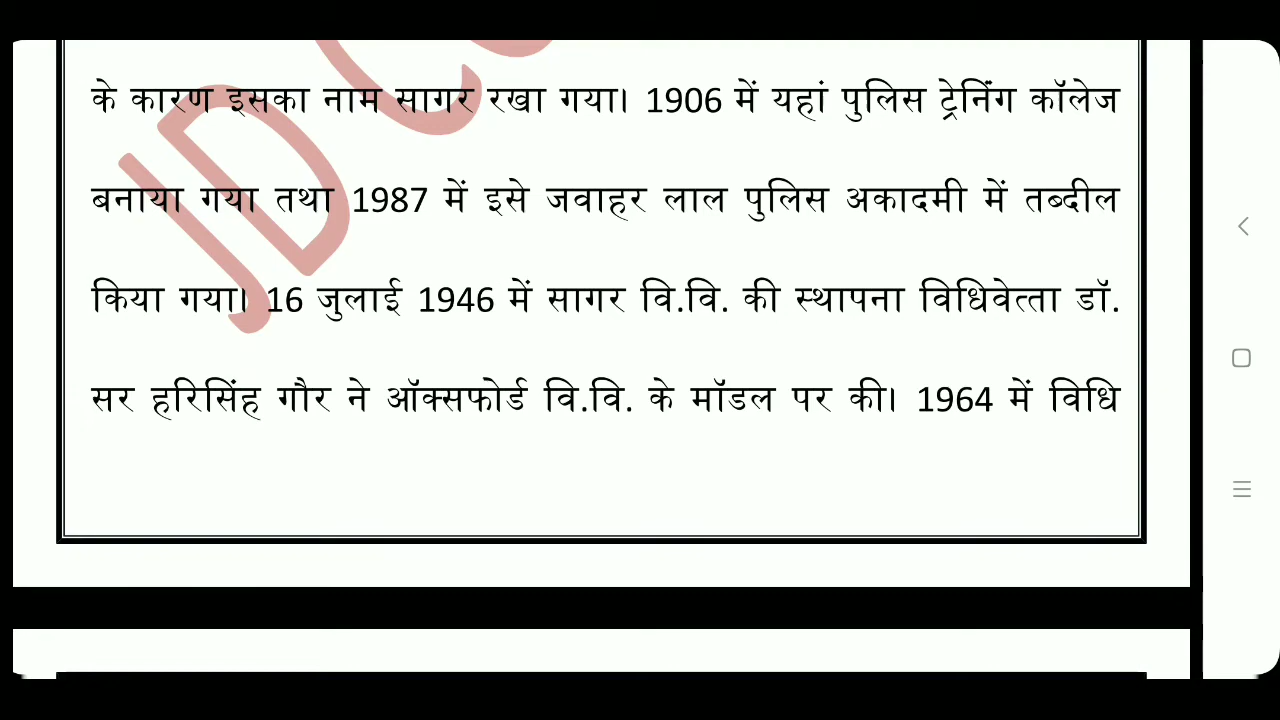 के कारण इसका नाम सागर रखा गया। 1906 में यहां पुलिस ट्रेनिंग कॉलेज
बनाया गया तथा 1987 में इसे जवाहर लाल पुलिस अकादमी में तब्दील
किया गया। 16 जुलाई 1946 में सागर वि.वि. की स्थापना विधिवेत्ता डॉ.
सर हरिसिंह गौर ने ऑक्सफोर्ड वि.वि. के मॉडल पर की। 1964 में विधि
JD